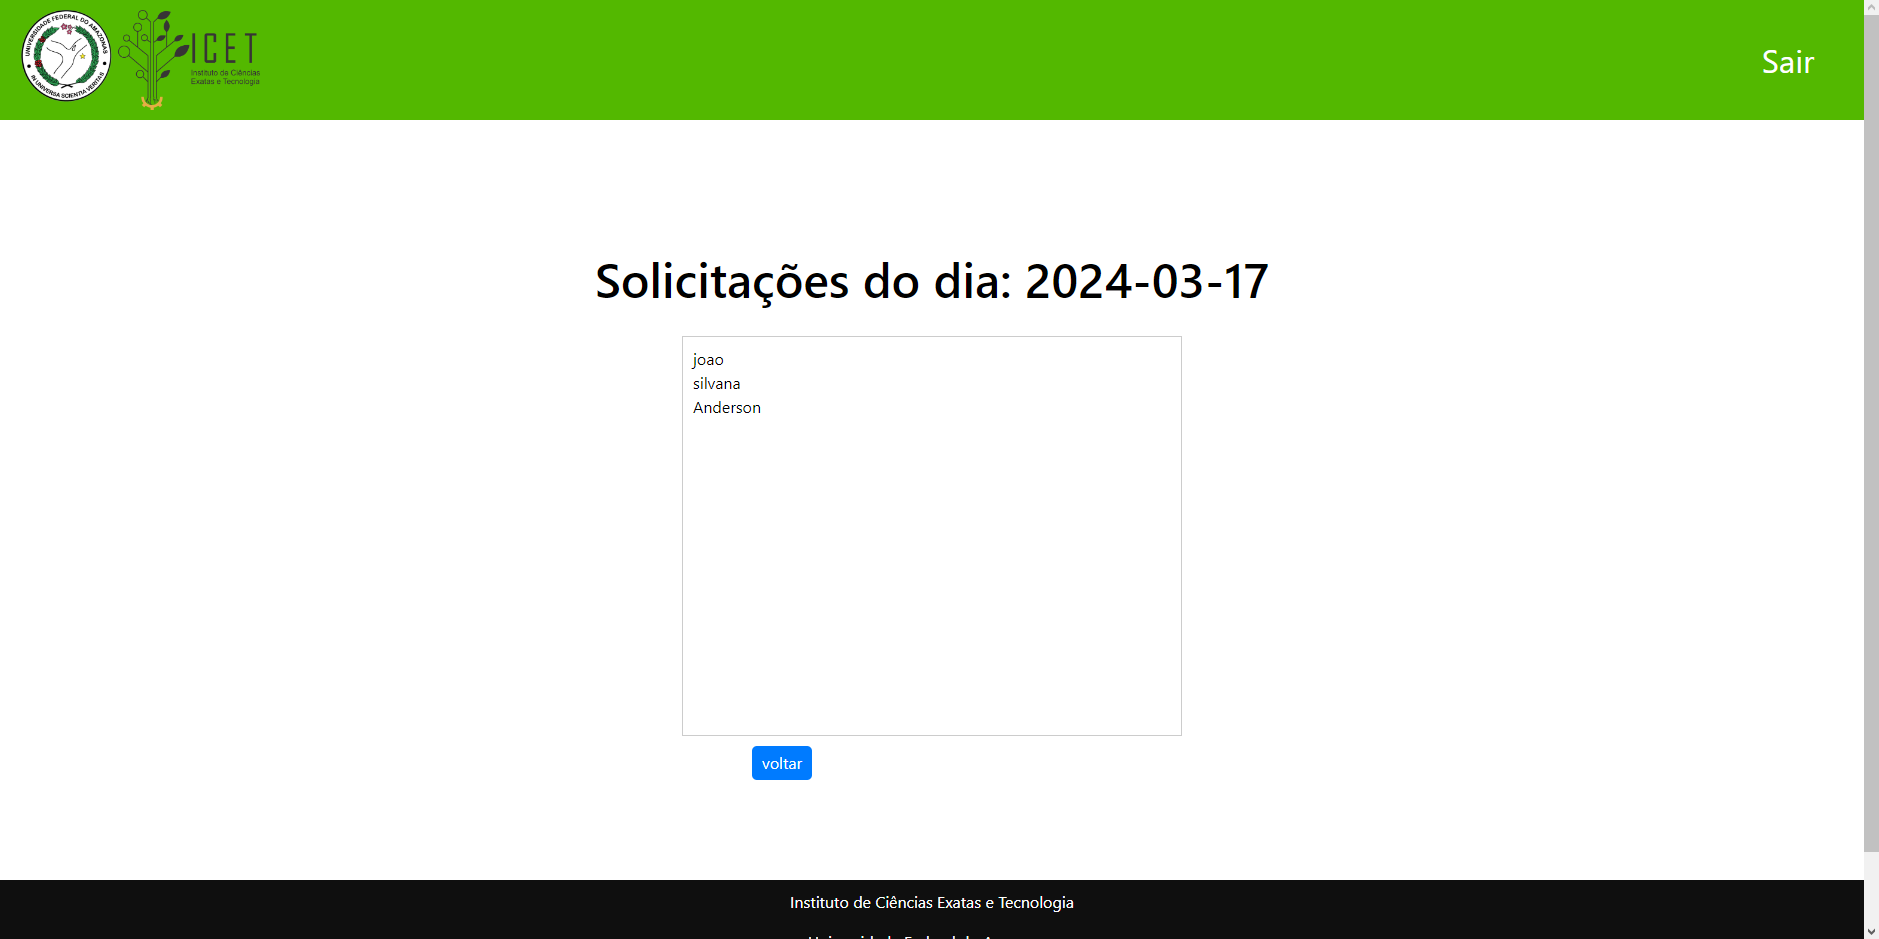 UNIVERSIDADE FEDERAL DO AMAZONAS
IN UNIVERSA SCIENTIA VERITAS
ICET
Instituto de Ciências
Exatas e Tecnologia
Sair
Solicitações do dia: 2024-03-17
joao
silvana
Anderson
voltar
Instituto de Ciências Exatas e Tecnologia